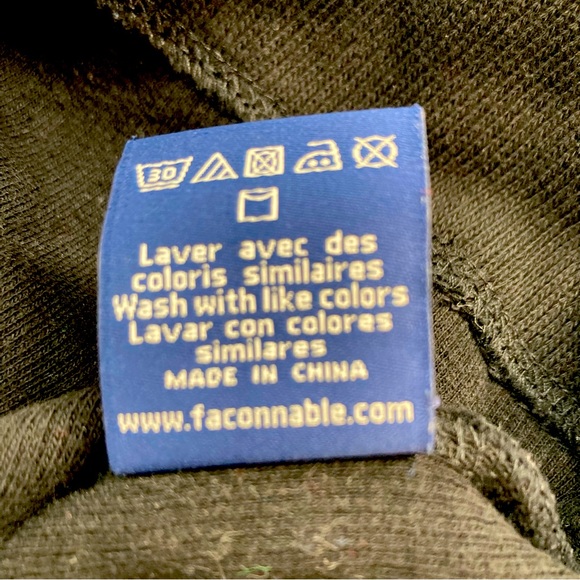 30
Laver avec des
coloris similaires
Wash with like colors
Lavar con colores
similares
MADE IN CHINA
www.faconnable.com